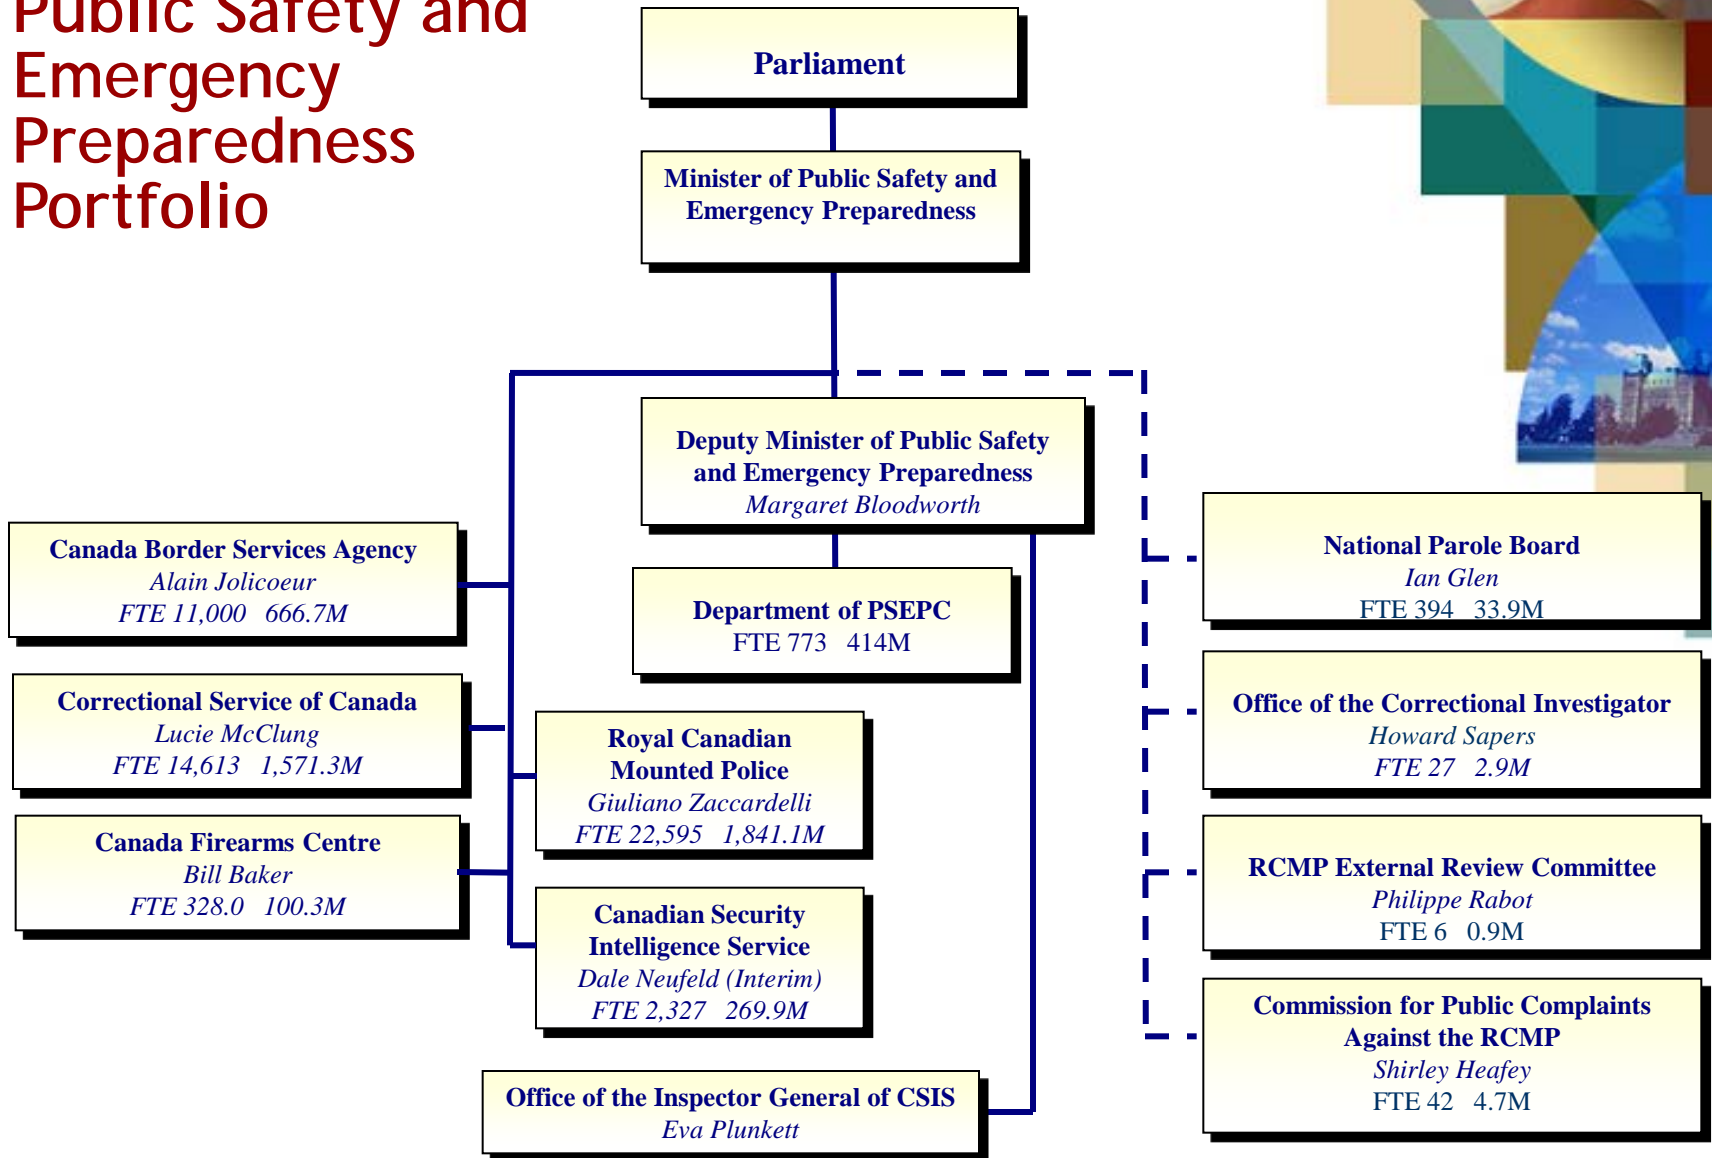 Public Safety and
Emergency
Preparedness
Portfolio
Parliament
Minister of Public Safety and
Emergency Preparedness
Deputy Minister of Public Safety
and Emergency Preparedness
Margaret Bloodworth
Department of PSEPC
FTE 773 414M
Canada Border Services Agency
Alain Jolicoeur
FTE 11,000 666.7M
Correctional Service of Canada
Lucie McClung
FTE 14,613 1,571.3M
Canada Firearms Centre
Bill Baker
FTE 328.0 100.3M
Royal Canadian
Mounted Police
Giuliano Zaccardelli
FTE 22,595 1,841.1M
Canadian Security
Intelligence Service
Dale Neufeld (Interim)
FTE 2,327 269.9M
Office of the Inspector General of CSIS
Eva Plunkett
National Parole Board
Ian Glen
FTE 394 33.9M
Office of the Correctional Investigator
Howard Sapers
FTE 27 2.9M
RCMP External Review Committee
Philippe Rabot
FTE 6 0.9M
Commission for Public Complaints
Against the RCMP
Shirley Heafey
FTE 42 4.7M